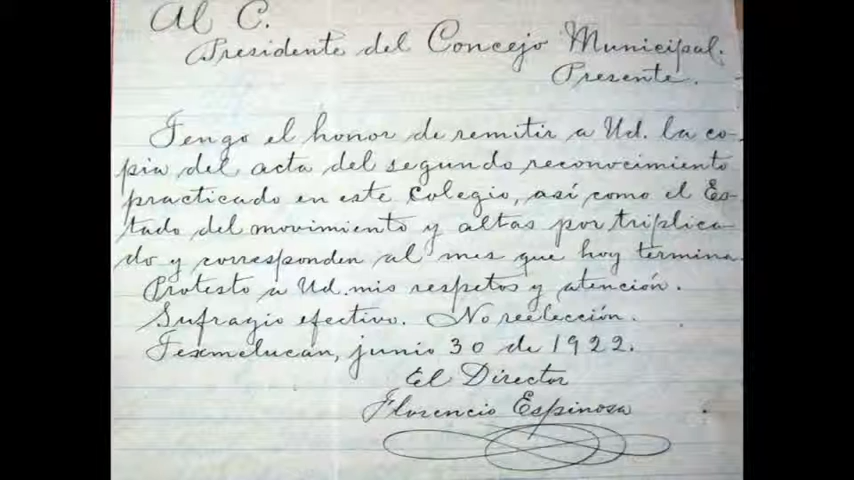 Al C.
Presidente del Concejo Municipal.
Presente.
Tengo el honor de remitir a Ud. la co-
pia del acta del segundo reconocimiento
practicado en este Colegio, así como el Es-
tado del movimiento y altas por triplica-
do y corresponden al mes que hoy termina.
Protesto a Ud. mis respetos y atención.
Sufragio efectivo. No reelección.
Texmelucan, junio 30 de 1922.
El Director
Florencio Espinosa